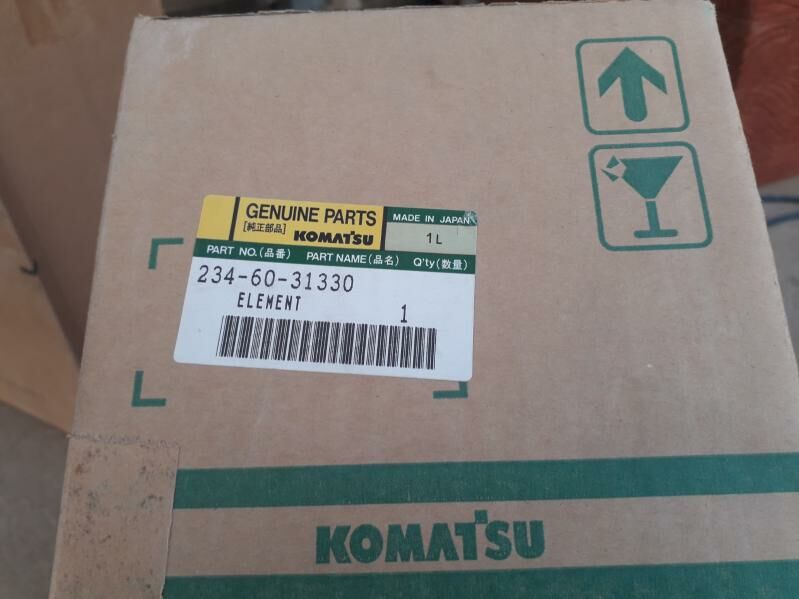 GENUINE PARTS
[純正部品] KOMATSU
MADE IN JAPAN
1L
PART NO.(品番) PART NAME(品名) Q'ty(数量)
234-60-31330
ELEMENT 1
KOMATSU